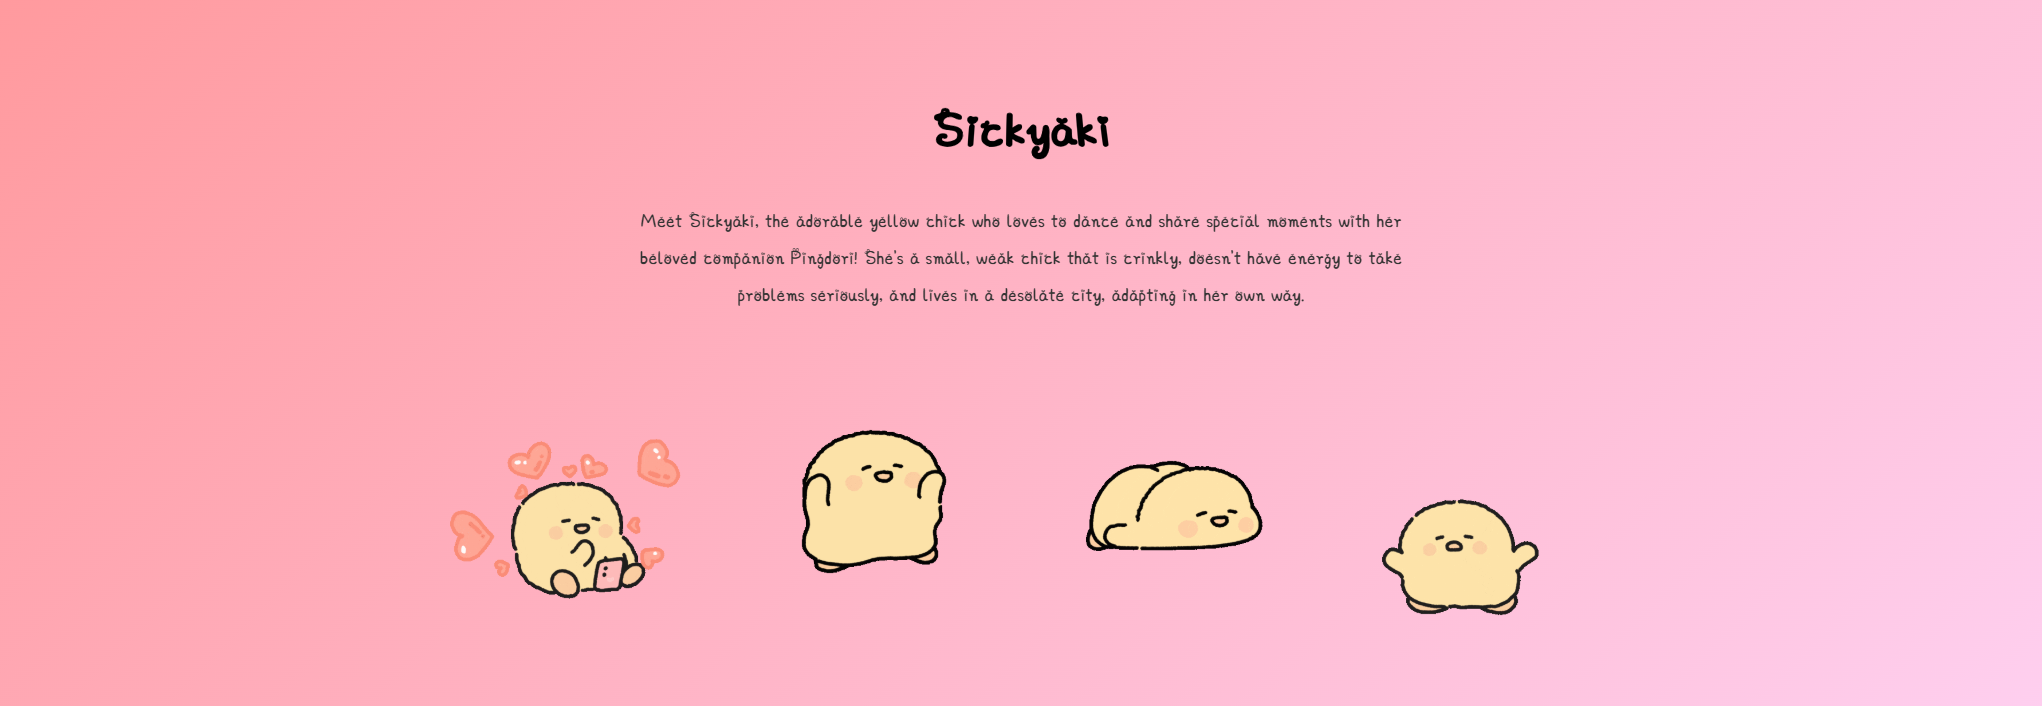 Sickyaki
Meet Sickyaki, the adorable yellow chick who loves to dance and share special moments with her
beloved companion Pingdori! She's a small, weak chick that is crinkly, doesn't have energy to take
problems seriously, and lives in a desolate city, adapting in her own way.